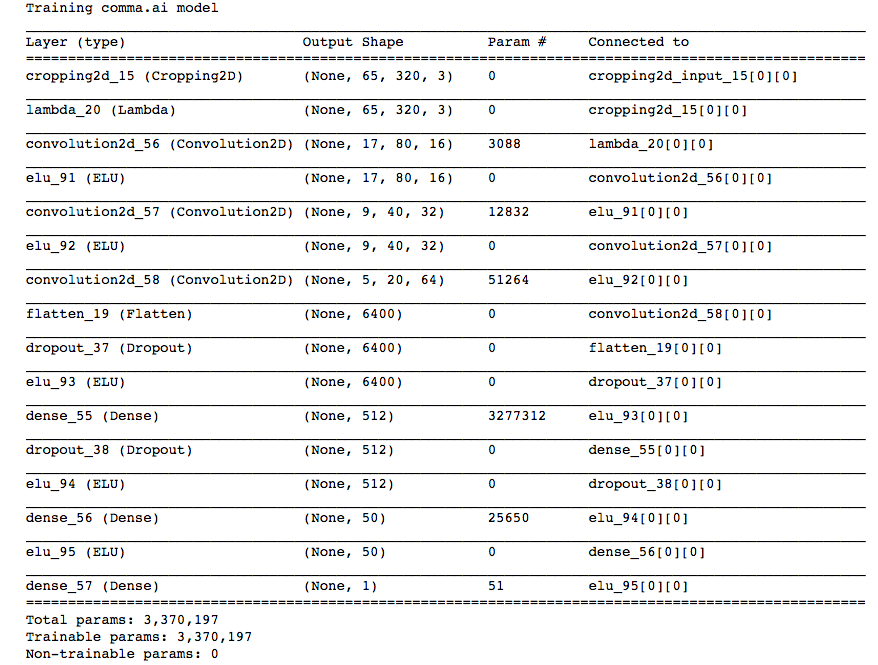 Training comma.ai model
Layer (type) Output Shape Param # Connected to
cropping2d_15 (Cropping2D) (None, 65, 320, 3) 0 cropping2d_input_15[0][0]
lambda_20 (Lambda) (None, 65, 320, 3) 0 cropping2d_15[0][0]
convolution2d_56 (Convolution2D) (None, 17, 80, 16) 3088 lambda_20[0][0]
elu_91 (ELU) (None, 17, 80, 16) 0 convolution2d_56[0][0]
convolution2d_57 (Convolution2D) (None, 9, 40, 32) 12832 elu_91[0][0]
elu_92 (ELU) (None, 9, 40, 32) 0 convolution2d_57[0][0]
convolution2d_58 (Convolution2D) (None, 5, 20, 64) 51264 elu_92[0][0]
flatten_19 (Flatten) (None, 6400) 0 convolution2d_58[0][0]
dropout_37 (Dropout) (None, 6400) 0 flatten_19[0][0]
elu_93 (ELU) (None, 6400) 0 dropout_37[0][0]
dense_55 (Dense) (None, 512) 3277312 elu_93[0][0]
dropout_38 (Dropout) (None, 512) 0 dense_55[0][0]
elu_94 (ELU) (None, 512) 0 dropout_38[0][0]
dense_56 (Dense) (None, 50) 25650 elu_94[0][0]
elu_95 (ELU) (None, 50) 0 dense_56[0][0]
dense_57 (Dense) (None, 1) 51 elu_95[0][0]
Total params: 3,370,197
Trainable params: 3,370,197
Non-trainable params: 0